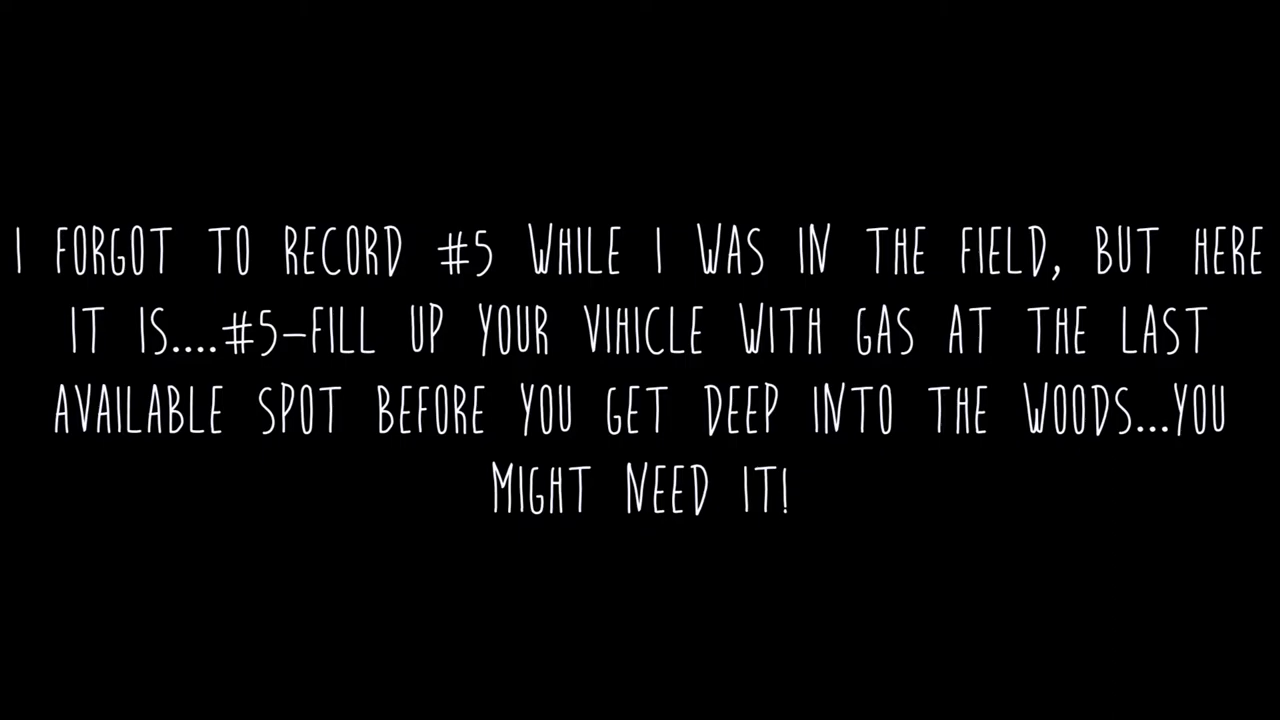 I FORGOT TO RECORD #5 WHILE I WAS IN THE FIELD, BUT HERE
IT IS....#5-FILL UP YOUR VIHICLE WITH GAS AT THE LAST
AVAILABLE SPOT BEFORE YOU GET DEEP INTO THE WOODS...YOU
MIGHT NEED IT!